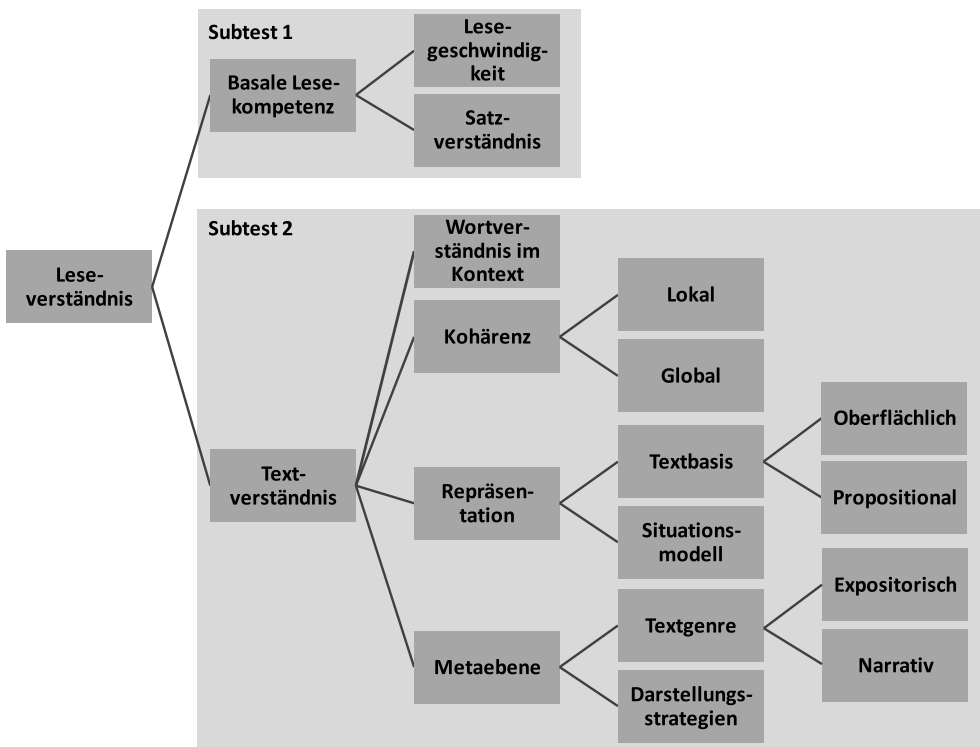 Subtest 1
Lese-
geschwindig-
keit
Basale Lese-
kompetenz
Satz-
verständnis
Lese-
verständnis
Subtest 2
Wortver-
ständnis im
Kontext
Kohärenz
Lokal
Global
Text-
verständnis
Repräsen-
tation
Textbasis
Oberflächlich
Propositional
Situations-
modell
Metaebene
Textgenre
Expositorisch
Narrativ
Darstellungs-
strategien